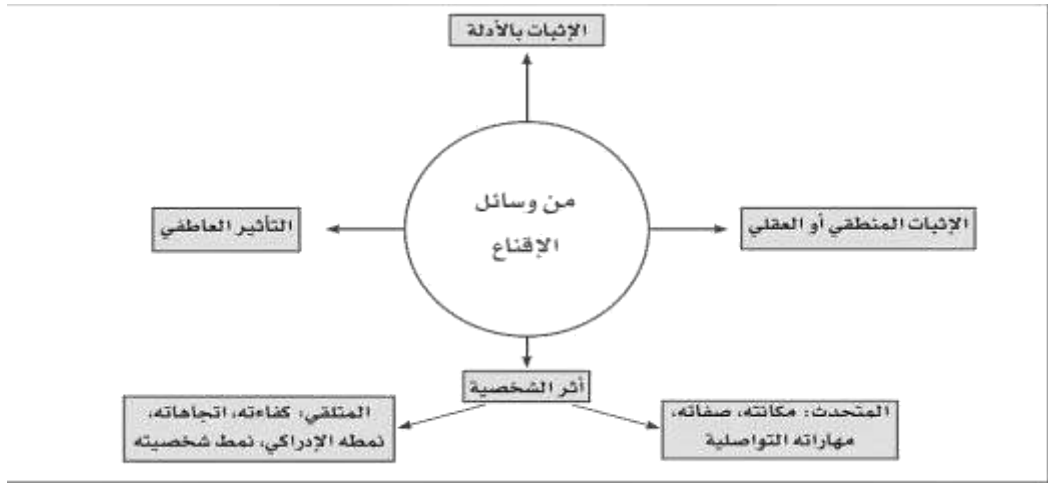 الإثبات بالأدلة
من وسائل
الإقناع
الإثبات المنطقي أو العقلي
التأثير العاطفي
أثر الشخصية
المتحدث: مكانته، صفاته،
مهاراته التواصلية
المتلقي: كفاءته، اتجاهاته،
نمطه الإدراكي، نمط شخصيته